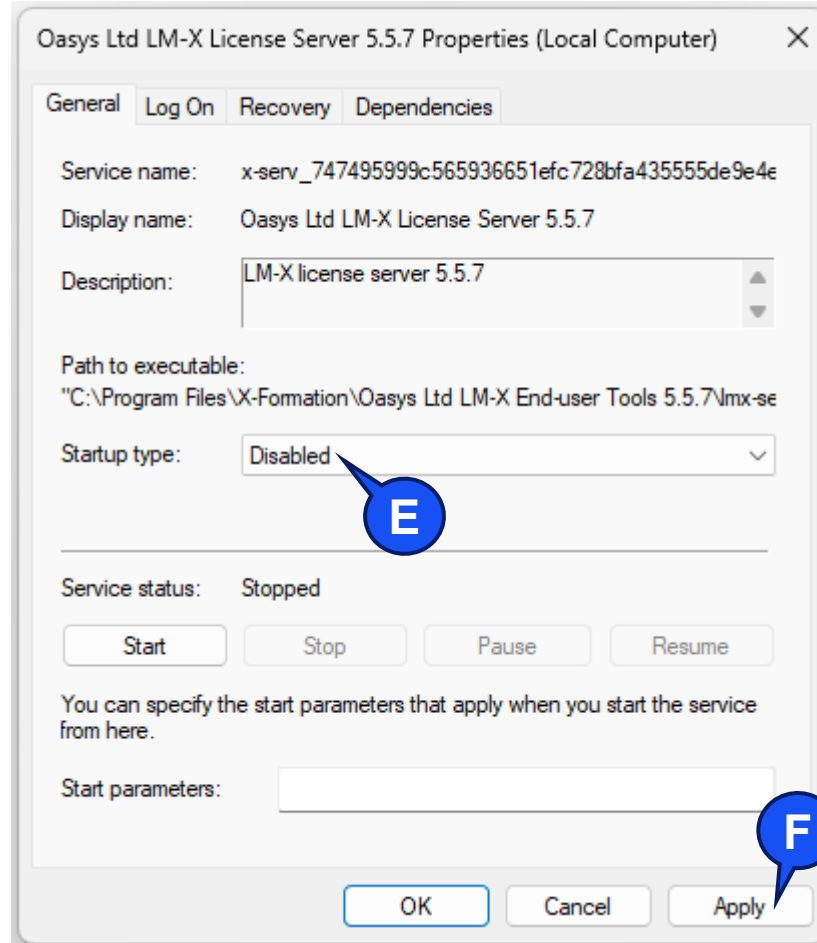 Oasys Ltd LM-X License Server 5.5.7 Properties (Local Computer)
General Log On Recovery Dependencies
Service name: x-serv_747495999c565936651efc728bfa435555de9e4e
Display name: Oasys Ltd LM-X License Server 5.5.7
Description: LM-X license server 5.5.7
Path to executable:
"C:\Program Files\X-Formation\Oasys Ltd LM-X End-user Tools 5.5.7\lmx-se
Startup type: Disabled
E
Service status: Stopped
Start Stop Pause Resume
You can specify the start parameters that apply when you start the service
from here.
Start parameters:
F
OK Cancel Apply